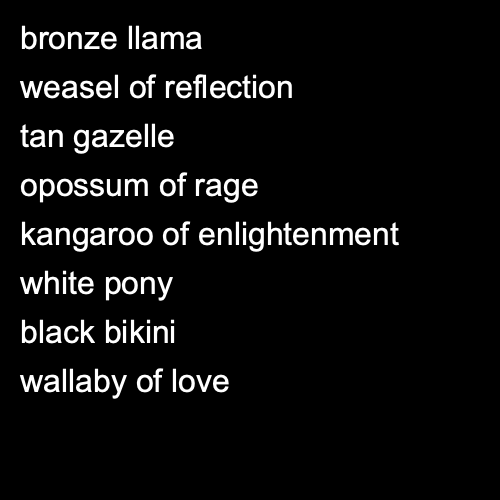 bronze llama
weasel of reflection
tan gazelle
opossum of rage
kangaroo of enlightenment
white pony
black bikini
wallaby of love